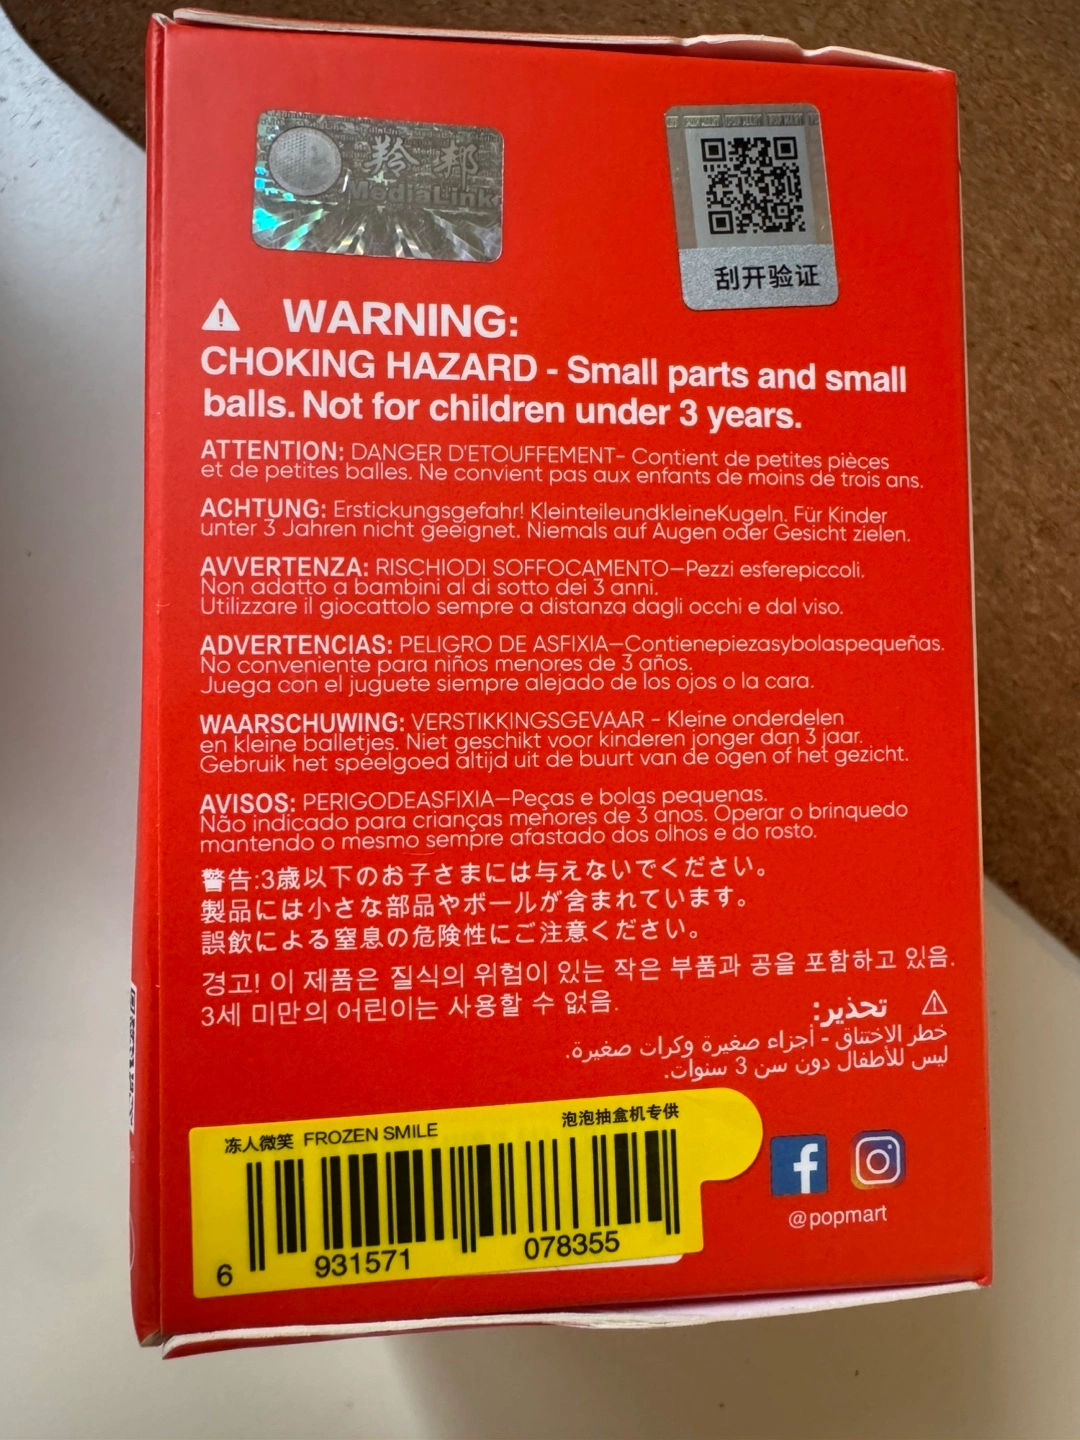 羚邦
MediaLink
POP MART POP MART POP MART
刮开验证
WARNING:
CHOKING HAZARD - Small parts and small
balls. Not for children under 3 years.
ATTENTION: DANGER D'ETOUFFEMENT- Contient de petites pièces
et de petites balles. Ne convient pas aux enfants de moins de trois ans.
ACHTUNG: Erstickungsgefahr! KleinteileundkleineKugeln. Für Kinder
unter 3 Jahren nicht geeignet. Niemals auf Augen oder Gesicht zielen.
AVVERTENZA: RISCHIODI SOFFOCAMENTO—Pezzi esferepiccoli.
Non adatto a bambini al di sotto dei 3 anni.
Utilizzare il giocattolo sempre a distanza dagli occhi e dal viso.
ADVERTENCIAS: PELIGRO DE ASFIXIA—Contienepiezasybolaspequeñas.
No conveniente para niños menores de 3 años.
Juega con el juguete siempre alejado de los ojos o la cara.
WAARSCHUWING: VERSTIKKINGSGEVAAR - Kleine onderdelen
en kleine balletjes. Niet geschikt voor kinderen jonger dan 3 jaar.
Gebruik het speelgoed altijd uit de buurt van de ogen of het gezicht.
AVISOS: PERIGODEASFIXIA—Peças e bolas pequenas.
Não indicado para crianças menores de 3 anos. Operar o brinquedo
mantendo o mesmo sempre afastado dos olhos e do rosto.
警告:3歳以下のお子さまには与えないでください。
製品には小さな部品やボールが含まれています。
誤飲による窒息の危険性にご注意ください。
경고! 이 제품은 질식의 위험이 있는 작은 부품과 공을 포함하고 있음.
3세 미만의 어린이는 사용할 수 없음.
تحذير:
خطر الاختناق - أجزاء صغيرة وكرات صغيرة.
ليس للأطفال دون سن 3 سنوات.
冻人微笑 FROZEN SMILE
泡泡抽盒机专供
6 931571 078355
@popmart